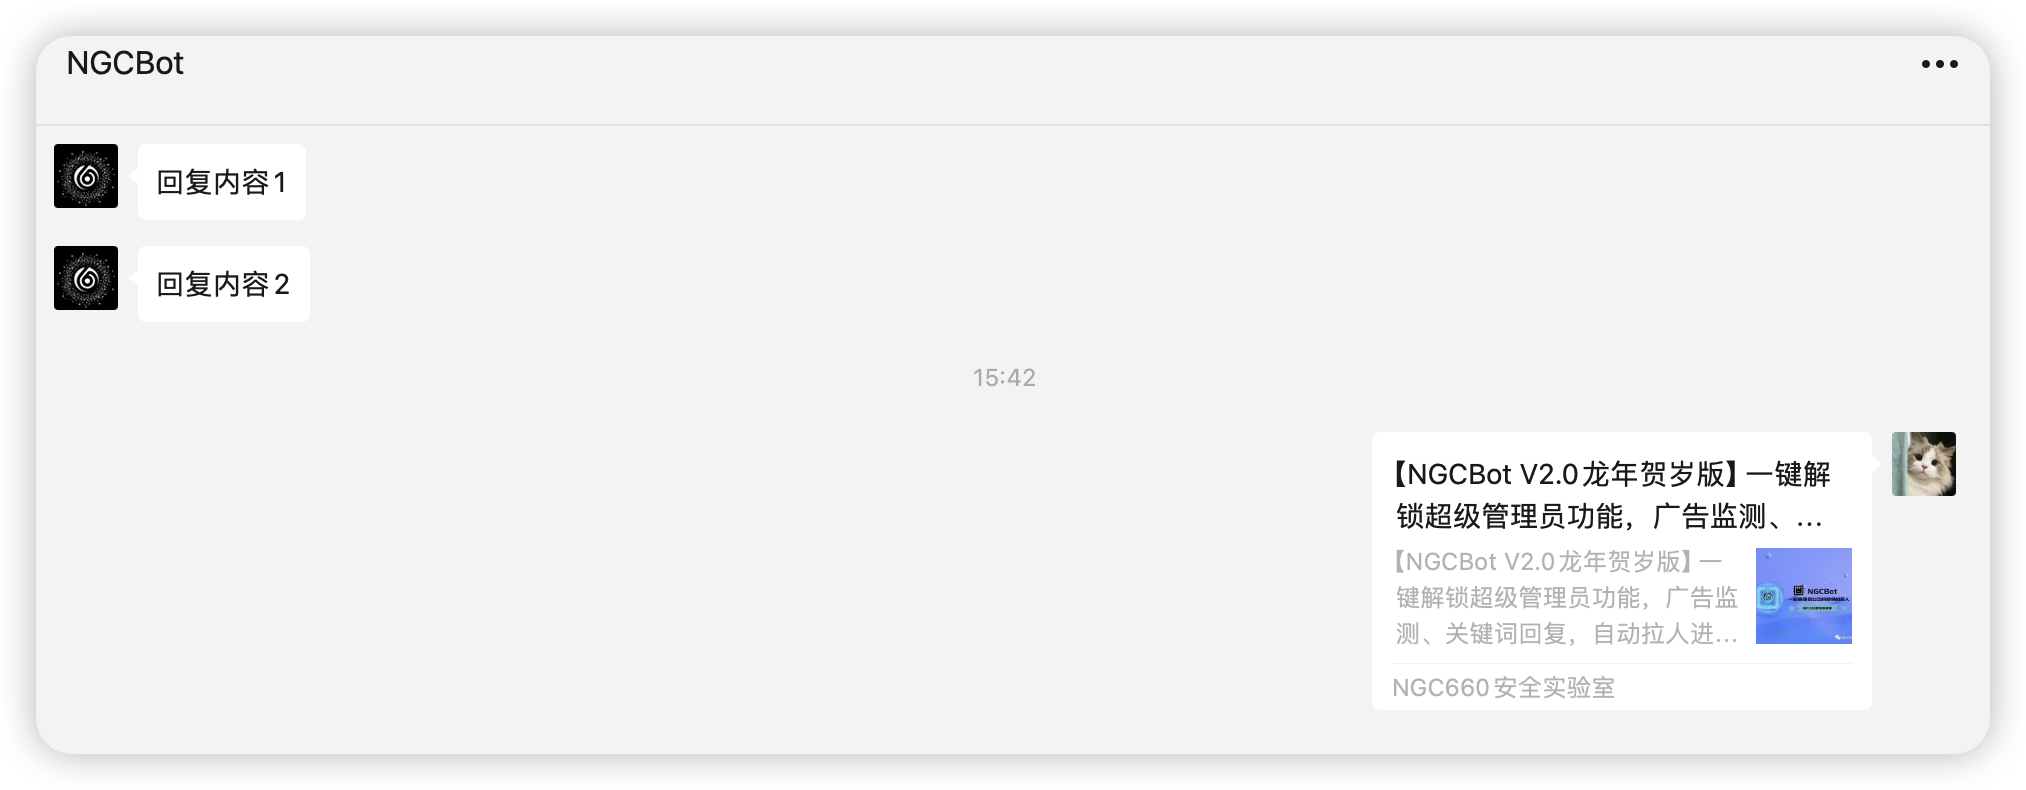 NGCBot
回复内容1
回复内容2
15:42
【NGCBot V2.0龙年贺岁版】一键解
锁超级管理员功能，广告监测、...
【NGCBot V2.0龙年贺岁版】一
键解锁超级管理员功能，广告监
测、关键词回复，自动拉人进...
NGCBot
NGC660安全实验室